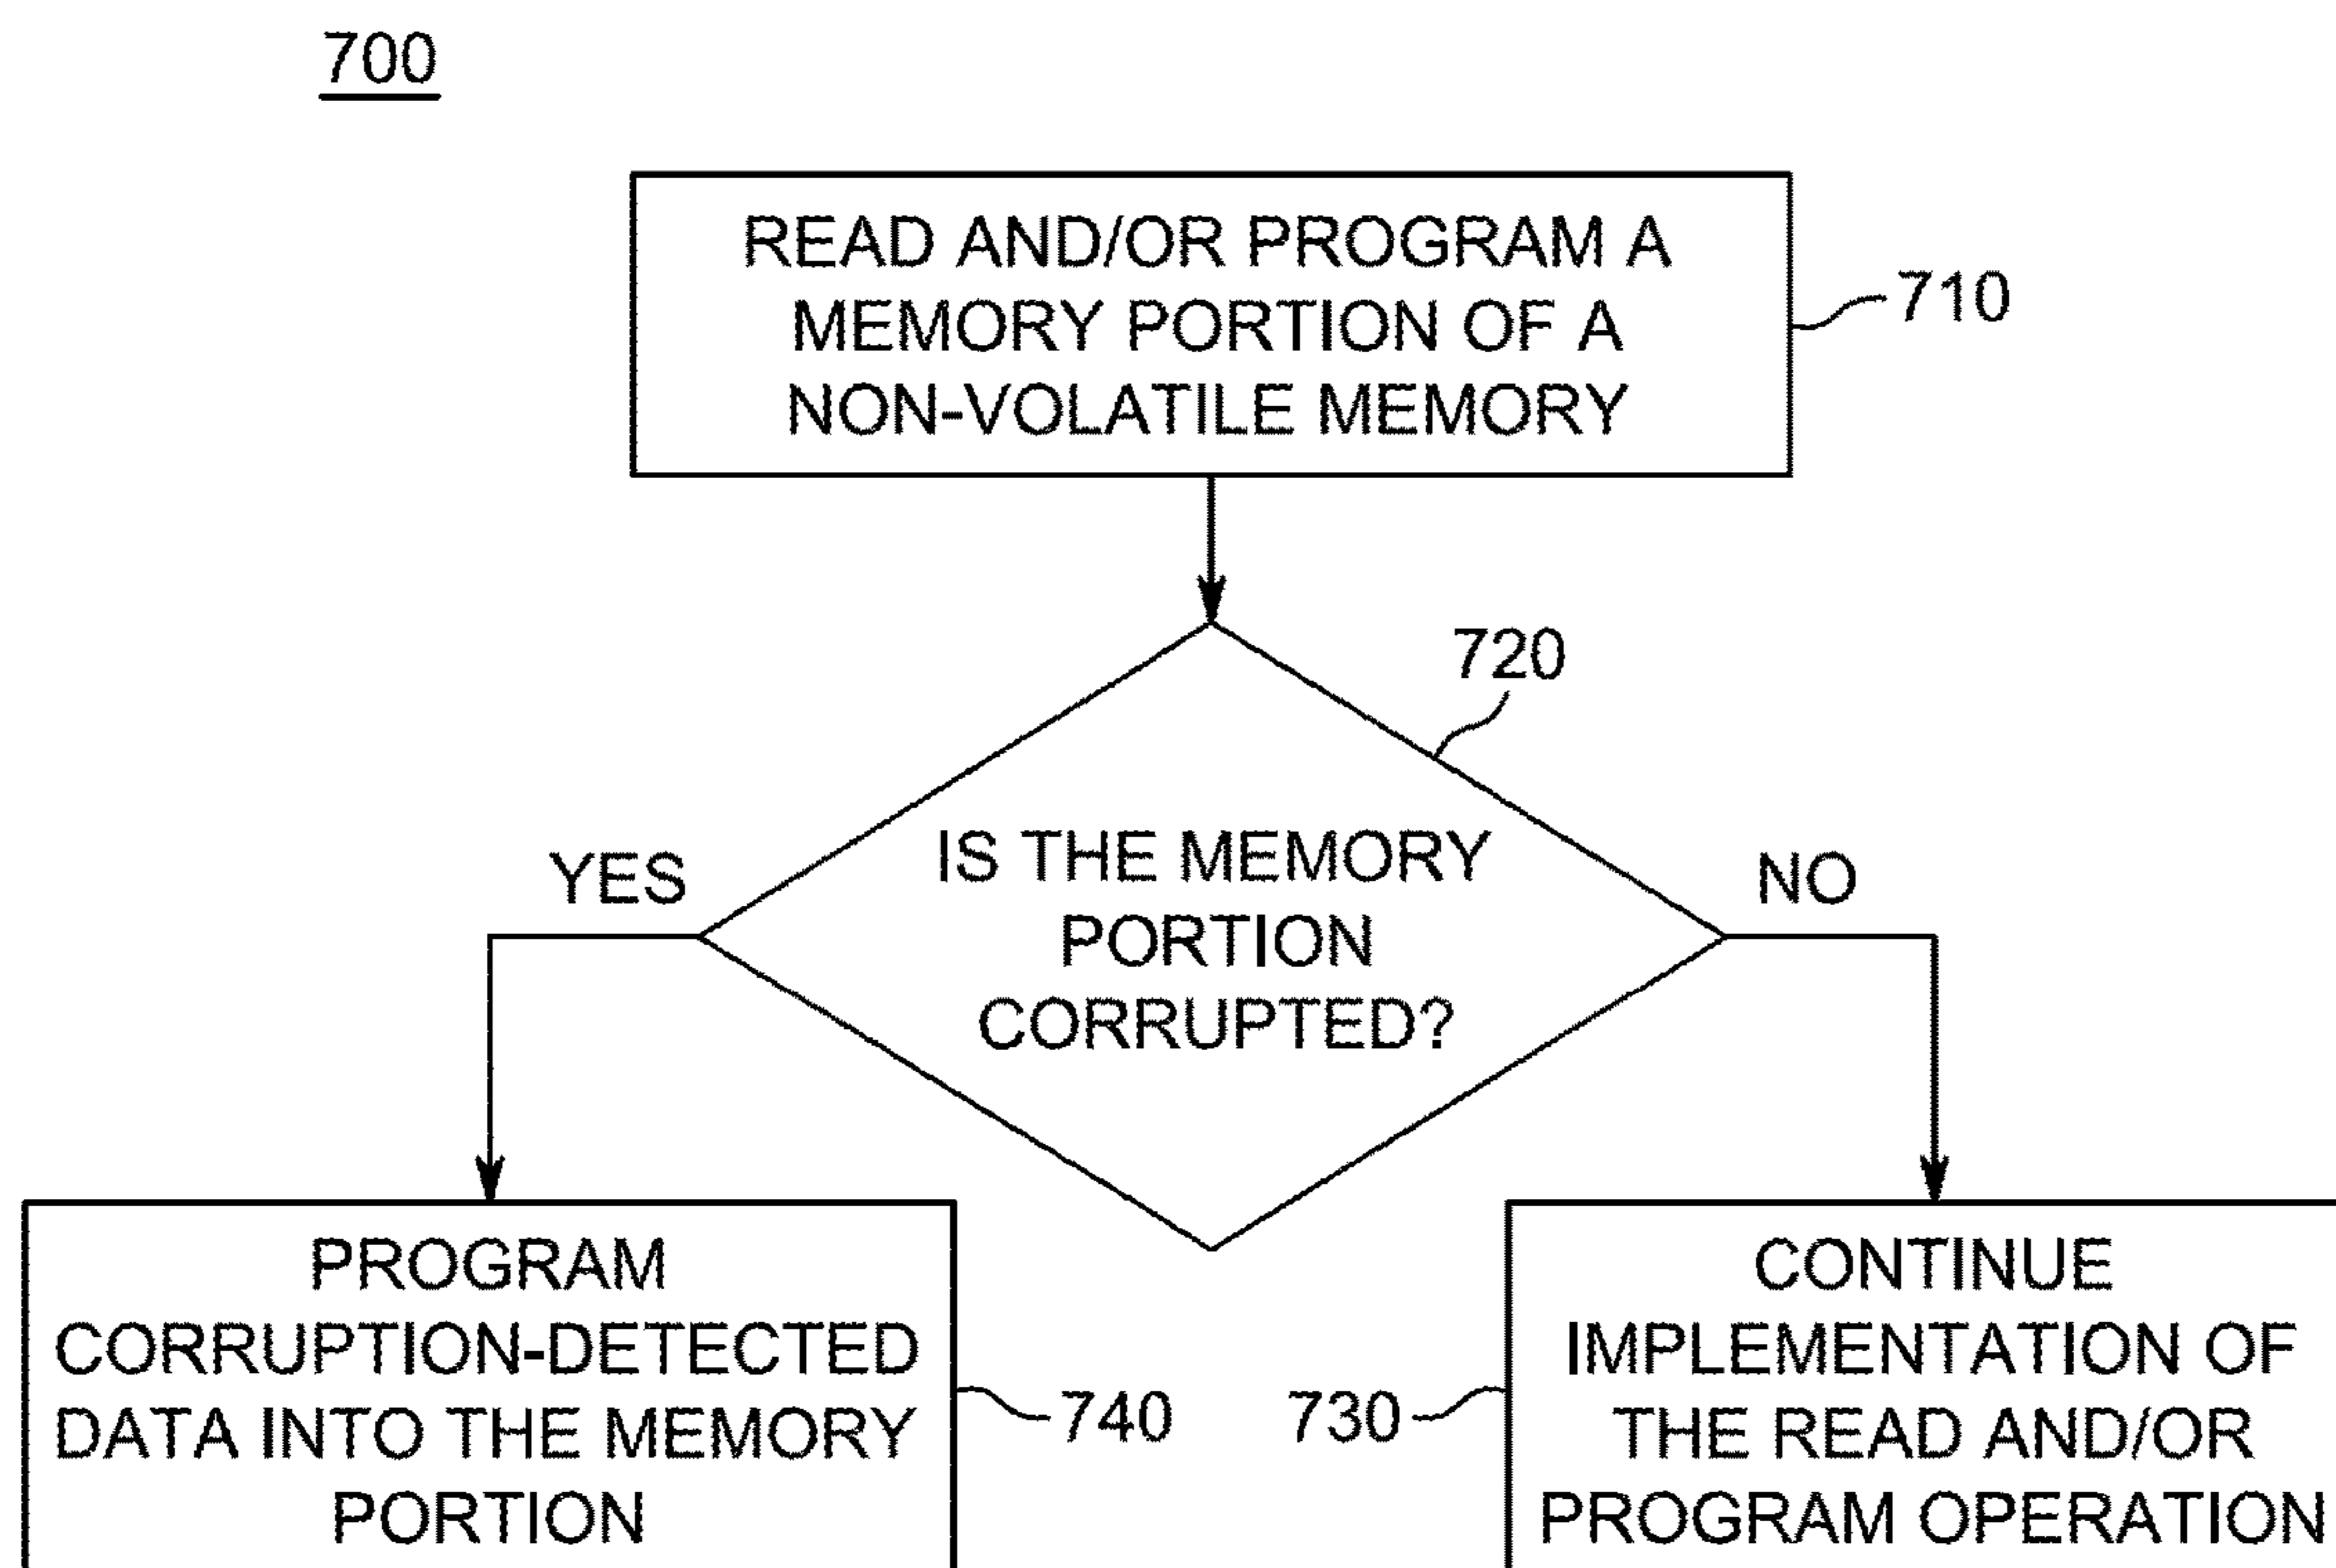 700
READ AND/OR PROGRAM A
MEMORY PORTION OF A
NON-VOLATILE MEMORY
710
720
IS THE MEMORY
PORTION
CORRUPTED?
YES
NO
PROGRAM
CORRUPTION-DETECTED
DATA INTO THE MEMORY
PORTION
740
730
CONTINUE
IMPLEMENTATION OF
THE READ AND/OR
PROGRAM OPERATION